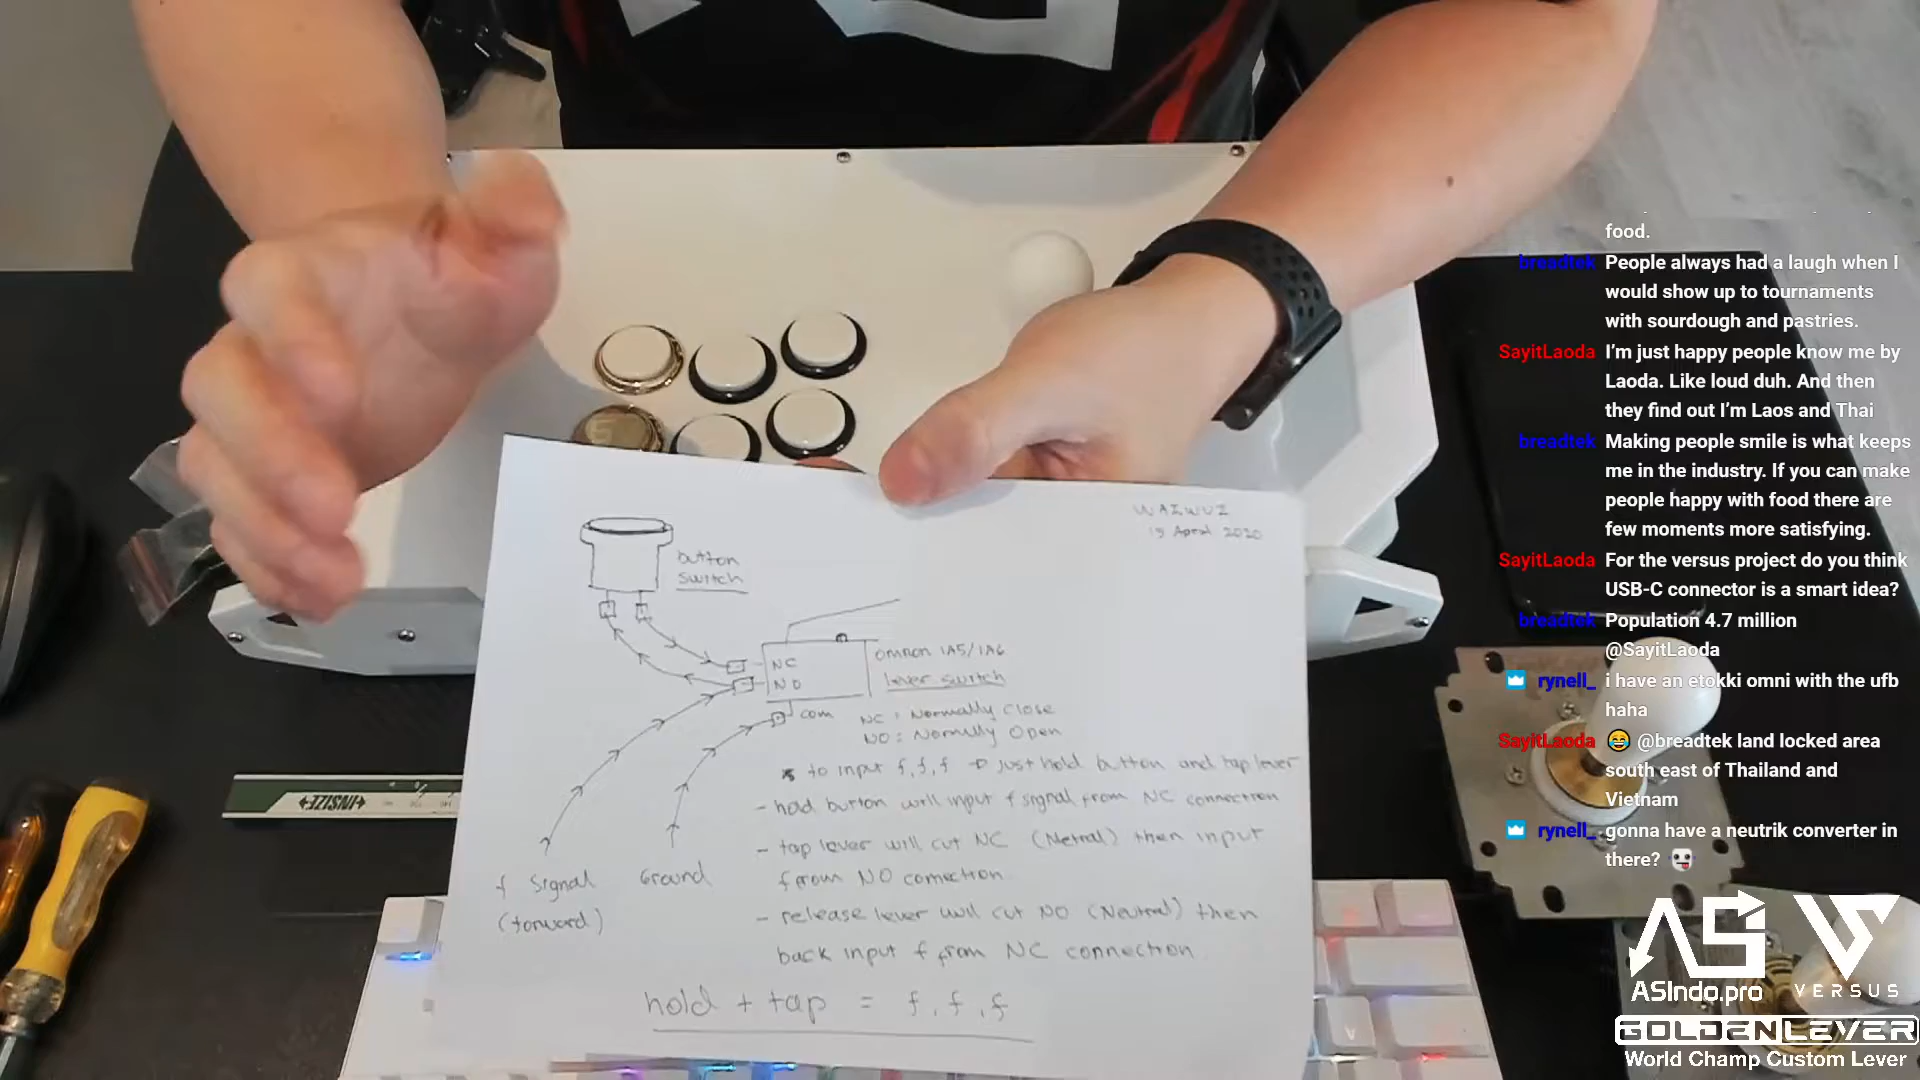 WAZWUZ
15 April 2020
button
switch
NC
NO
omron 1A5/1A6
lever switch
com
NC : Normally Close
NO : Normally Open
* to input f,f,f → just hold button and tap lever
- hold button will input f signal from NC connection
- tap lever will cut NC (Netral) then input
f from NO connection
- release lever will cut NO (Neutral) then
back input f from NC connection
f signal
(forward)
Ground
hold + tap = f,f,f
INSIZE
food.
breadtek People always had a laugh when I
would show up to tournaments
with sourdough and pastries.
SayitLaoda I'm just happy people know me by
Laoda. Like loud duh. And then
they find out I'm Laos and Thai
breadtek Making people smile is what keeps
me in the industry. If you can make
people happy with food there are
few moments more satisfying.
SayitLaoda For the versus project do you think
USB-C connector is a smart idea?
breadtek Population 4.7 million
@SayitLaoda
rynell_ i have an etokki omni with the ufb
haha
SayitLaoda 😂 @breadtek land locked area
south east of Thailand and
Vietnam
rynell_ gonna have a neutrik converter in
there?
AS
ASIndo.pro
VERSUS
GOLDENLEVER
World Champ Custom Lever